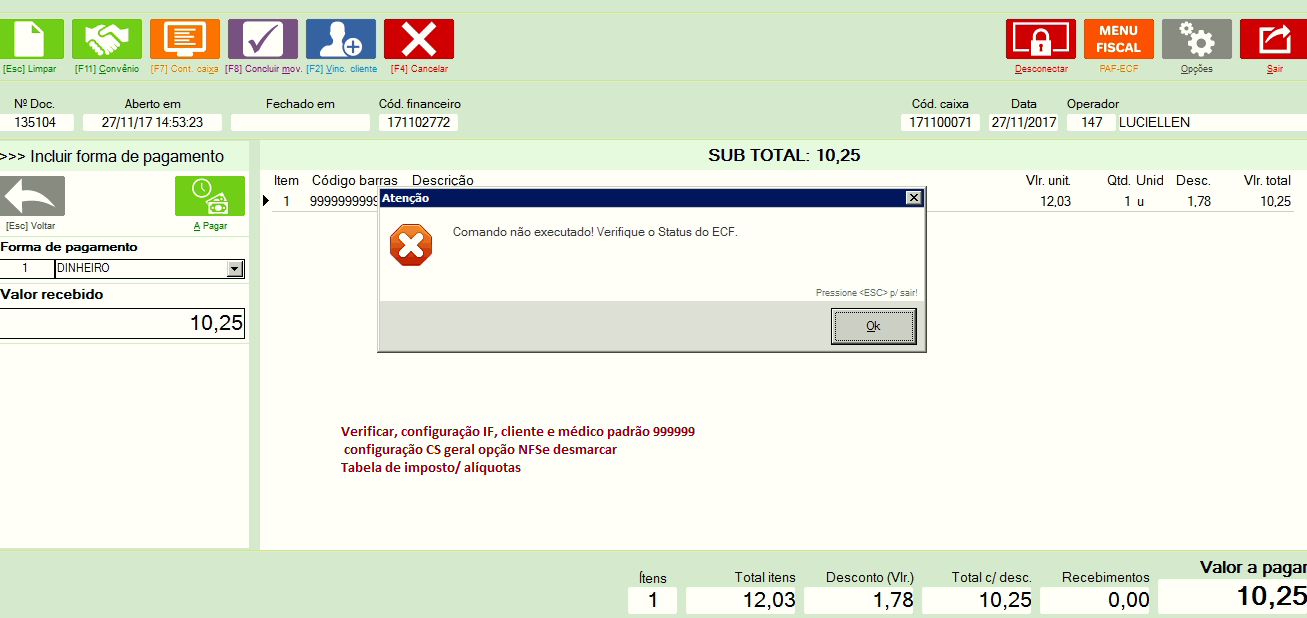 MENU
FISCAL
[Esc] Limpar [F11] Convênio [F7] Cont. caixa [F8] Concluir mov. [F2] Vinc. cliente [F4] Cancelar Desconectar PAF-ECF Opções Sair
Nº Doc. Aberto em Fechado em Cód. financeiro Cód. caixa Data Operador
135104 27/11/17 14:53:23 171102772 171100071 27/11/2017 147 LUCIELLEN
>>> Incluir forma de pagamento
SUB TOTAL: 10,25
[Esc] Voltar A Pagar
Forma de pagamento
1 DINHEIRO
Valor recebido
10,25
Item Código barras Descrição Vlr. unit. Qtd. Unid Desc. Vlr. total
1 9999999999 12,03 1 u 1,78 10,25
Atenção
Comando não executado! Verifique o Status do ECF.
Pressione <ESC> p/ sair!
Ok
Verificar, configuração IF, cliente e médico padrão 999999
configuração CS geral opção NFSe desmarcar
Tabela de imposto/ alíquotas
Ítens Total itens Desconto (Vlr.) Total c/ desc. Recebimentos Valor a pagar
1 12,03 1,78 10,25 0,00 10,25